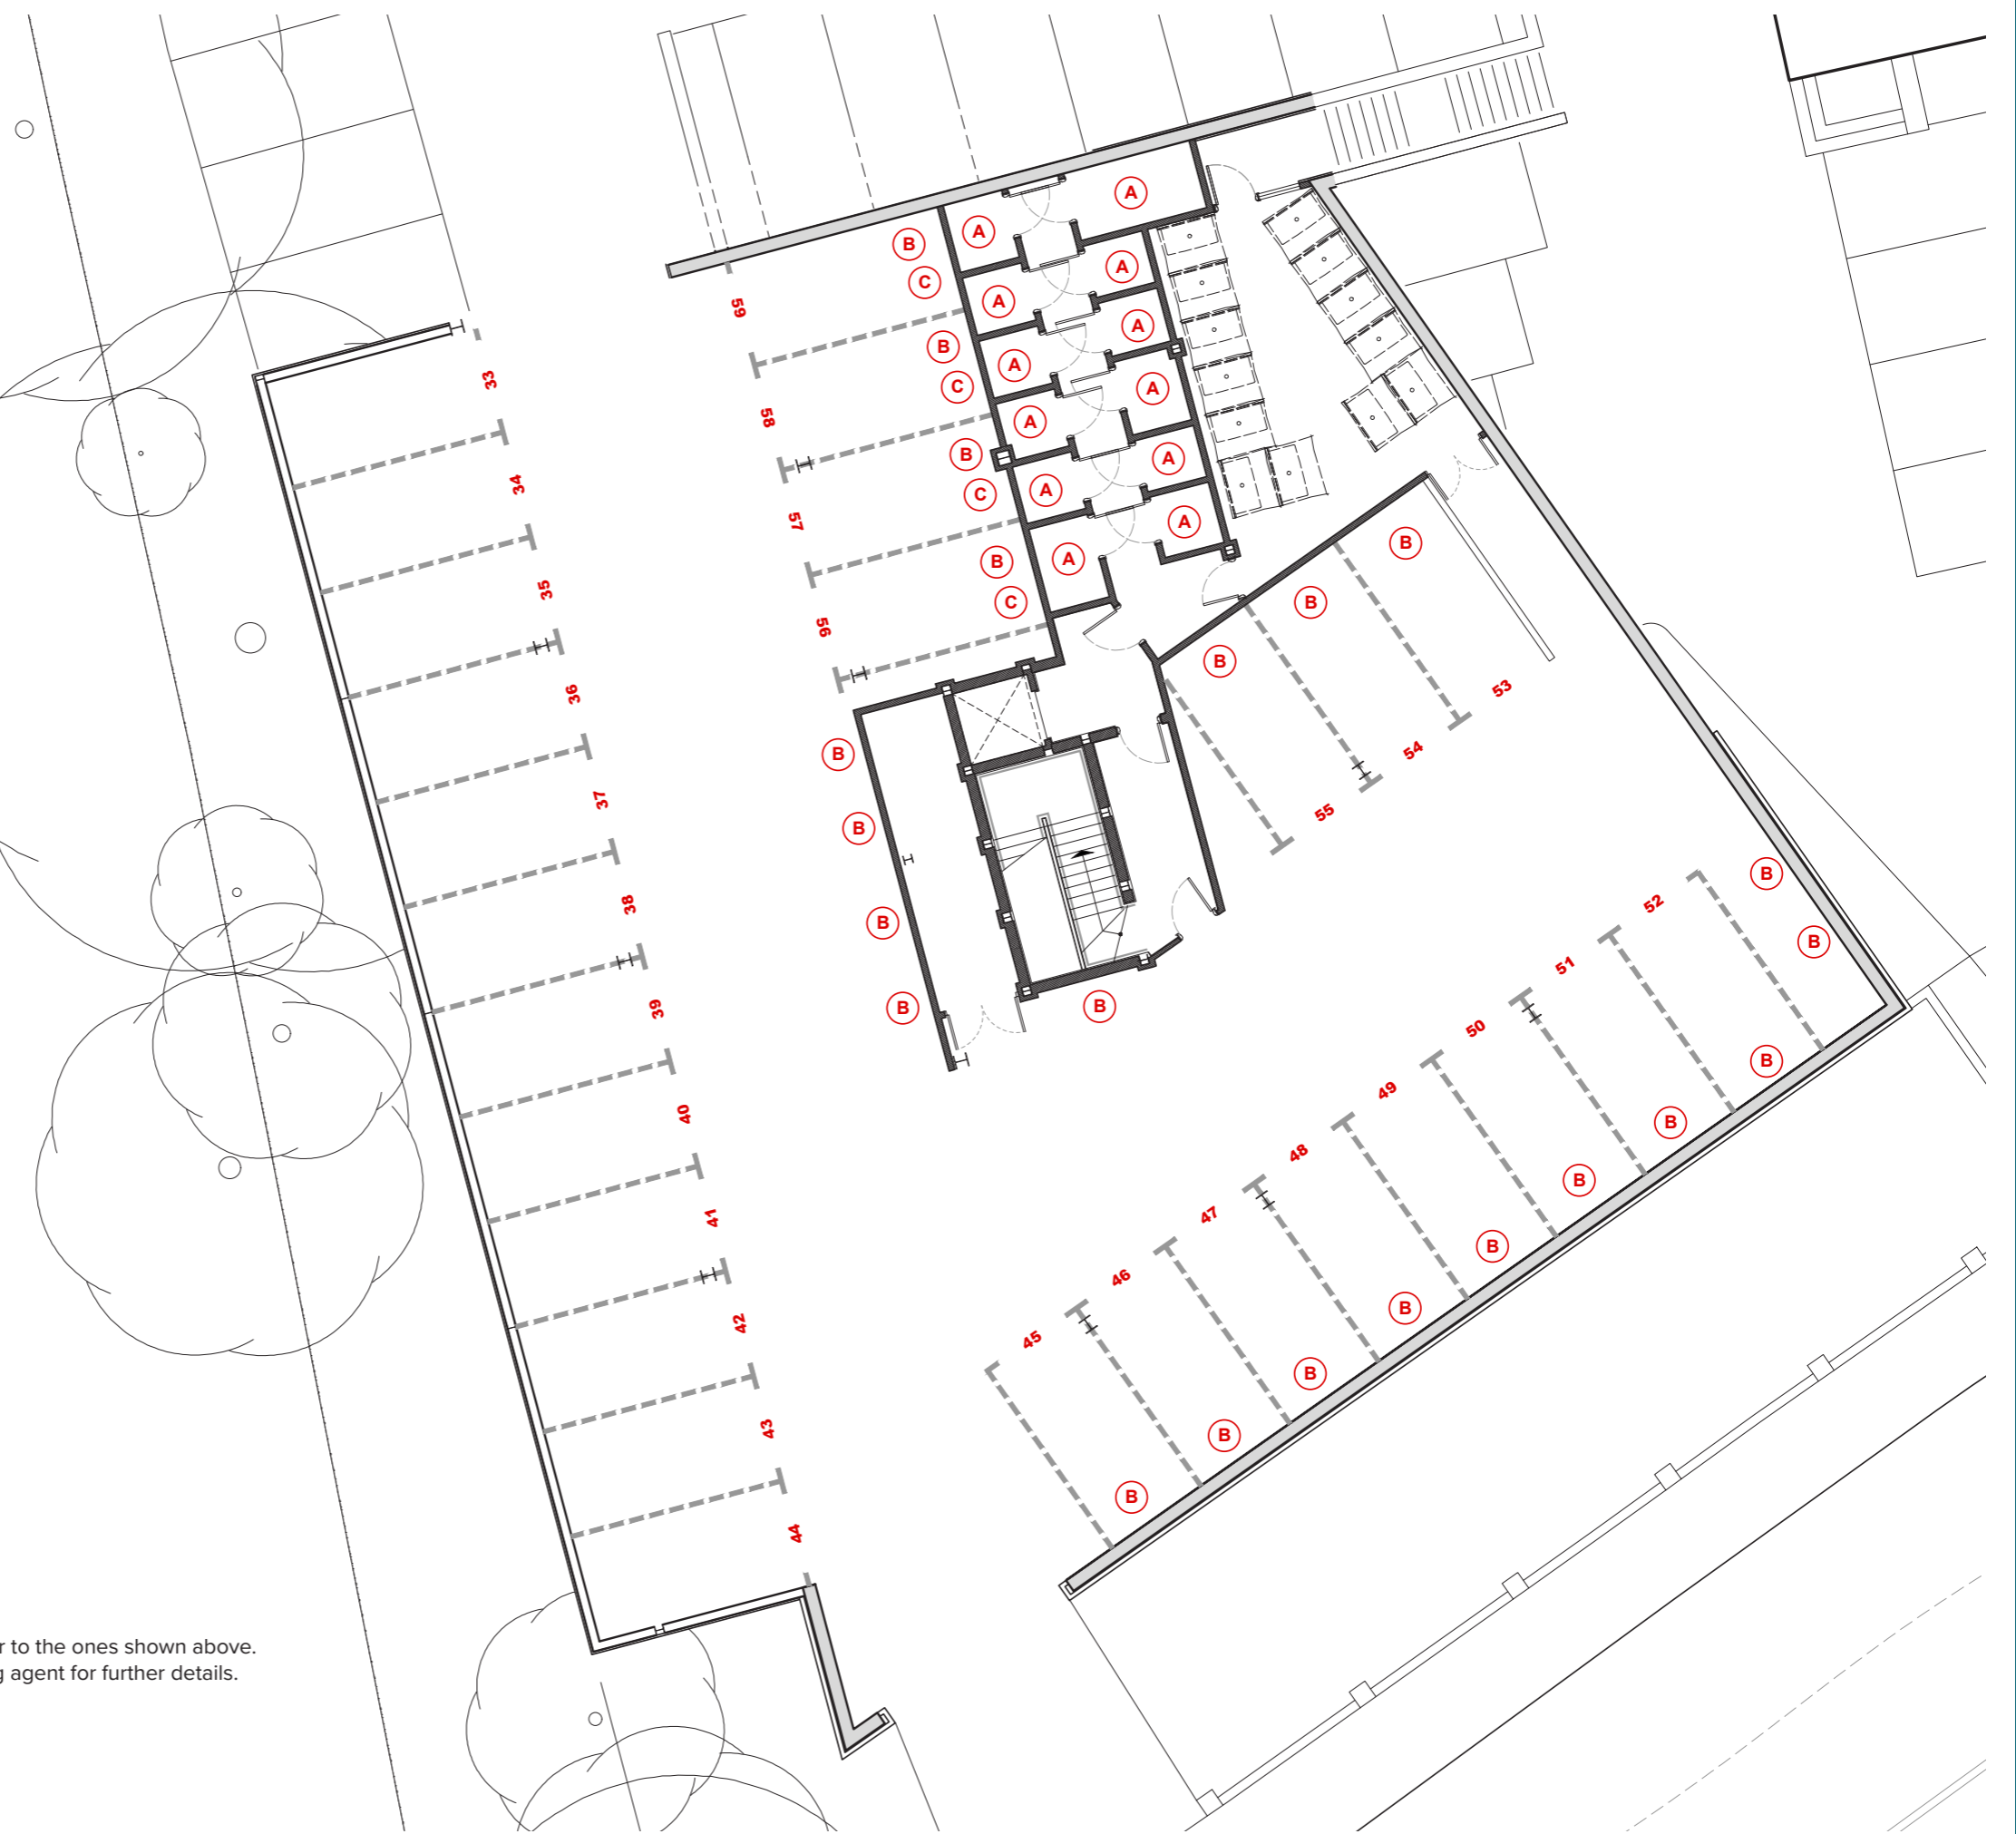 A
A
B
A
C
A
59
A
B
33
A
C
A
58
A
B
A
34
C
A
57
A
B
B
A
35
C
B
56
B
36
53
B
54
37
55
B
B
52
38
B
B
51
39
B
B
50
B
49
40
B
48
B
41
47
B
46
B
42
45
B
43
B
B
44
r to the ones shown above.
g agent for further details.